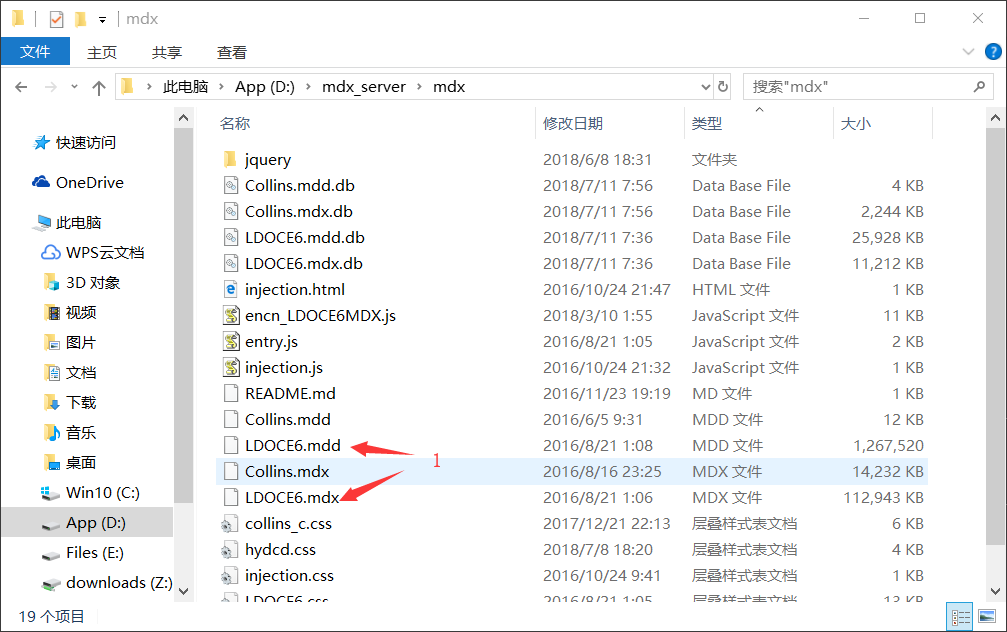 mdx
文件 主页 共享 查看
此电脑 App (D:) mdx_server mdx 搜索"mdx"
名称 修改日期 类型 大小
快速访问
OneDrive
此电脑
WPS云文档
3D 对象
视频
图片
文档
下载
音乐
桌面
Win10 (C:)
App (D:)
Files (E:)
downloads (Z:)
jquery 2018/6/8 18:31 文件夹
Collins.mdd.db 2018/7/11 7:56 Data Base File 4 KB
Collins.mdx.db 2018/7/11 7:56 Data Base File 2,244 KB
LDOCE6.mdd.db 2018/7/11 7:36 Data Base File 25,928 KB
LDOCE6.mdx.db 2018/7/11 7:36 Data Base File 11,212 KB
injection.html 2016/10/24 21:47 HTML 文件 1 KB
encn_LDOCE6MDX.js 2018/3/10 1:55 JavaScript 文件 11 KB
entry.js 2016/8/21 1:05 JavaScript 文件 2 KB
injection.js 2016/10/24 21:32 JavaScript 文件 1 KB
README.md 2016/11/23 19:19 MD 文件 1 KB
Collins.mdd 2016/6/5 9:31 MDD 文件 12 KB
LDOCE6.mdd 2016/8/21 1:08 MDD 文件 1,267,520
1
Collins.mdx 2016/8/16 23:25 MDX 文件 14,232 KB
LDOCE6.mdx 2016/8/21 1:06 MDX 文件 112,943 KB
collins_c.css 2017/12/21 22:13 层叠样式表文档 6 KB
hydcd.css 2018/7/8 18:20 层叠样式表文档 4 KB
injection.css 2016/10/24 9:41 层叠样式表文档 1 KB
LDOCE6.css 2016/8/21 1:05 层叠样式表文档 13 KB
19 个项目